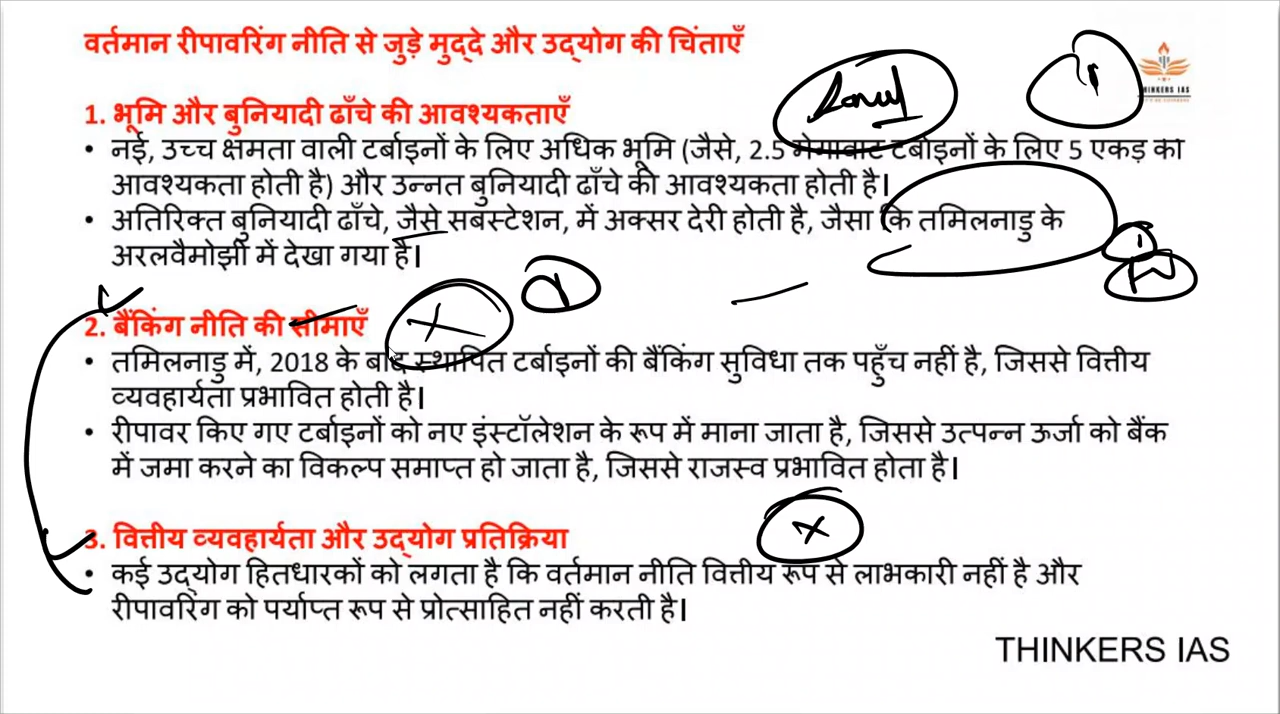 वर्तमान रीपावरिंग नीति से जुड़े मुद्दे और उद्योग की चिंताएँ
THINKERS IAS
1. भूमि और बुनियादी ढाँचे की आवश्यकताएँ
• नई, उच्च क्षमता वाली टर्बाइनों के लिए अधिक भूमि (जैसे, 2.5 मेगावाट टर्बाइनों के लिए 5 एकड़ की
आवश्यकता होती है) और उन्नत बुनियादी ढाँचे की आवश्यकता होती है।
• अतिरिक्त बुनियादी ढाँचे, जैसे सबस्टेशन, में अक्सर देरी होती है, जैसा कि तमिलनाडु के
अरलवैमोझी में देखा गया है।
2. बैंकिंग नीति की सीमाएँ
• तमिलनाडु में, 2018 के बाद स्थापित टर्बाइनों की बैंकिंग सुविधा तक पहुँच नहीं है, जिससे वित्तीय
व्यवहार्यता प्रभावित होती है।
• रीपावर किए गए टर्बाइनों को नए इंस्टॉलेशन के रूप में माना जाता है, जिससे उत्पन्न ऊर्जा को बैंक
में जमा करने का विकल्प समाप्त हो जाता है, जिससे राजस्व प्रभावित होता है।
3. वित्तीय व्यवहार्यता और उद्योग प्रतिक्रिया
• कई उद्योग हितधारकों को लगता है कि वर्तमान नीति वित्तीय रूप से लाभकारी नहीं है और
रीपावरिंग को पर्याप्त रूप से प्रोत्साहित नहीं करती है।
THINKERS IAS